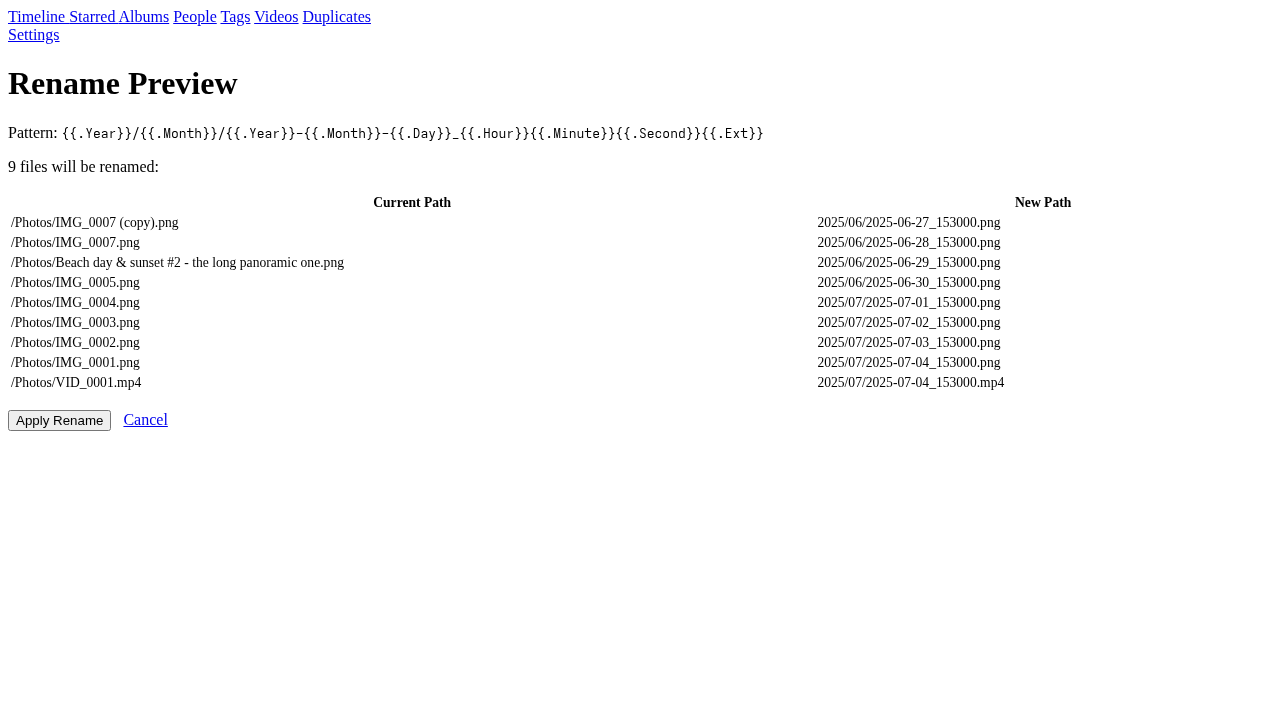 Timeline Starred Albums People Tags Videos Duplicates
Settings
Rename Preview
Pattern: {{.Year}}/{{.Month}}/{{.Year}}-{{.Month}}-{{.Day}}_{{.Hour}}{{.Minute}}{{.Second}}{{.Ext}}
9 files will be renamed:
Current Path New Path
/Photos/IMG_0007 (copy).png 2025/06/2025-06-27_153000.png
/Photos/IMG_0007.png 2025/06/2025-06-28_153000.png
/Photos/Beach day & sunset #2 - the long panoramic one.png 2025/06/2025-06-29_153000.png
/Photos/IMG_0005.png 2025/06/2025-06-30_153000.png
/Photos/IMG_0004.png 2025/07/2025-07-01_153000.png
/Photos/IMG_0003.png 2025/07/2025-07-02_153000.png
/Photos/IMG_0002.png 2025/07/2025-07-03_153000.png
/Photos/IMG_0001.png 2025/07/2025-07-04_153000.png
/Photos/VID_0001.mp4 2025/07/2025-07-04_153000.mp4
Apply Rename Cancel